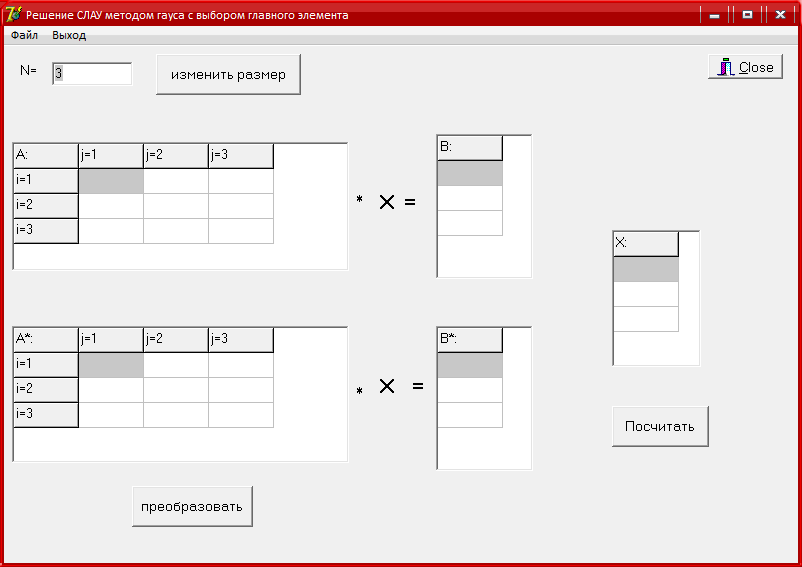 Решение СЛАУ методом гауса с выбором главного элемента
Файл Выход
N= 3 изменить размер Close
A: j=1 j=2 j=3
i=1
i=2
i=3
* X =
B:
X:
A*: j=1 j=2 j=3
i=1
i=2
i=3
* X =
B*:
Посчитать
преобразовать